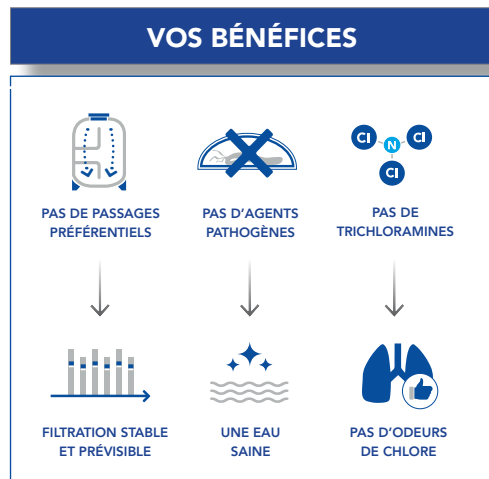 VOS BÉNÉFICES
PAS DE PASSAGES
PRÉFÉRENTIELS
PAS D'AGENTS
PATHOGÈNES
Cl
N
Cl
Cl
PAS DE
TRICHLORAMINES
FILTRATION STABLE
ET PRÉVISIBLE
UNE EAU
SAINE
PAS D'ODEURS
DE CHLORE